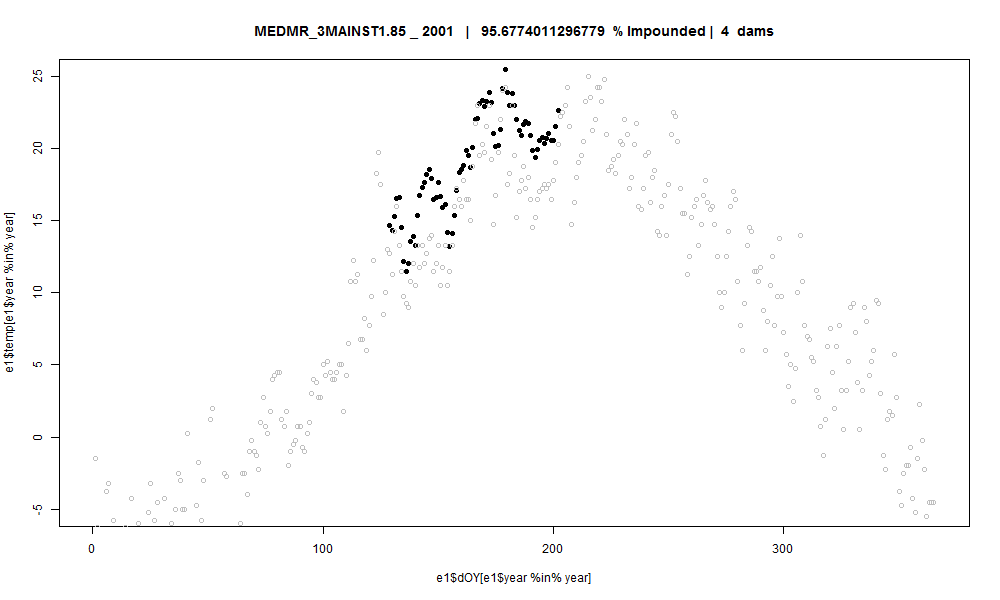 MEDMR_3MAINST1.85 _ 2001 | 95.6774011296779 % Impounded | 4 dams
25
20
15
10
5
0
-5
e1$temp[e1$year %in% year]
0 100 200 300
e1$dOY[e1$year %in% year]